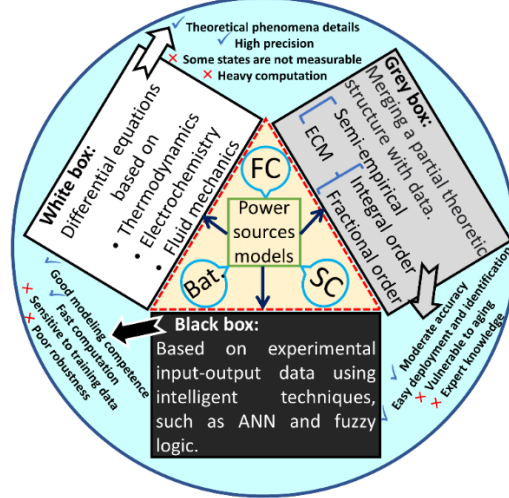 Theoretical phenomena details
High precision
Some states are not measurable
Heavy computation
White box:
Differential equations
based on
• Thermodynamics
• Electrochemistry
• Fluid mechanics
Grey box:
Merging a partial theoretic
structure with data.
Semi-empirical
ECM
Integral order
Fractional order
FC
Power
sources
models
Bat.
SC
Good modeling competence
Fast computation
Sensitive to training data
Poor robustness
Black box:
Based on experimental
input-output data using
intelligent techniques,
such as ANN and fuzzy
logic.
Moderate accuracy
Easy deployment and identification
Vulnerable to aging
Expert knowledge